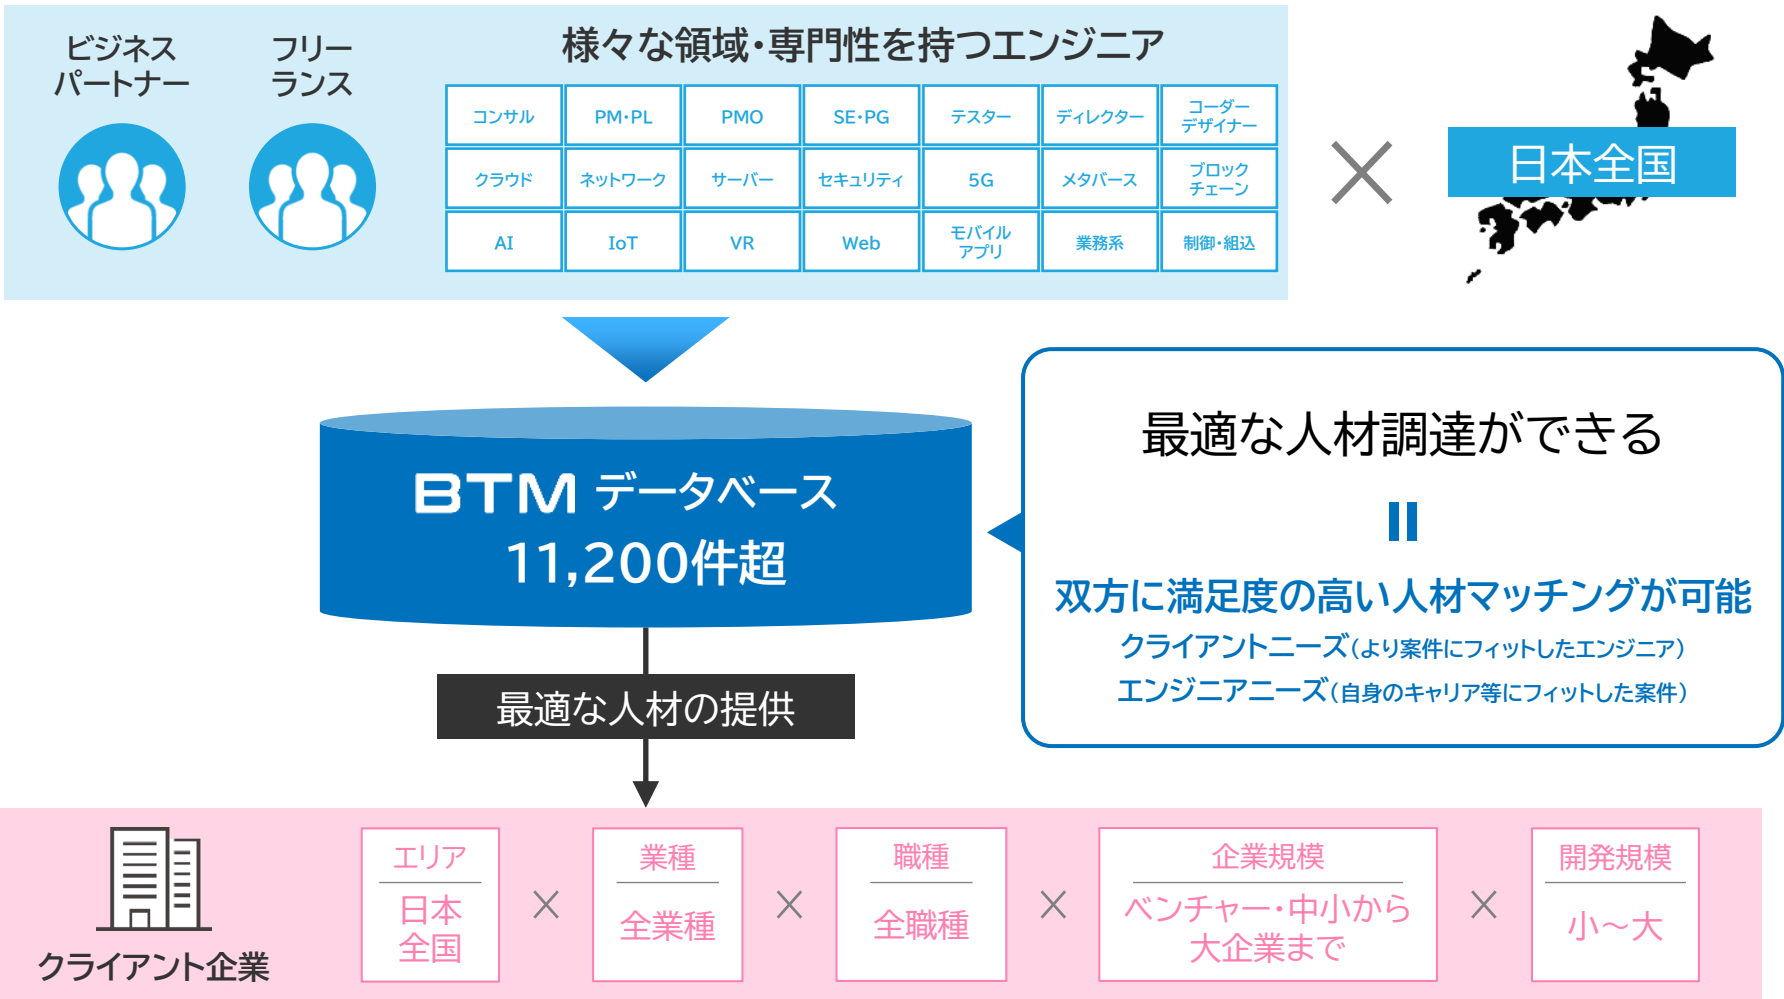 ビジネス
パートナー
フリー
ランス
様々な領域・専門性を持つエンジニア
コンサル
PM・PL
PMO
SE・PG
テスター
ディレクター
コーダー
デザイナー
クラウド
ネットワーク
サーバー
セキュリティ
5G
メタバース
ブロック
チェーン
AI
IoT
VR
Web
モバイル
アプリ
業務系
制御・組込
日本全国
BTM データベース
11,200件超
最適な人材調達ができる
双方に満足度の高い人材マッチングが可能
クライアントニーズ（より案件にフィットしたエンジニア）
エンジニアニーズ（自身のキャリア等にフィットした案件）
最適な人材の提供
クライアント企業
エリア
日本
全国
×
業種
全業種
×
職種
全職種
×
企業規模
ベンチャー・中小から
大企業まで
×
開発規模
小〜大